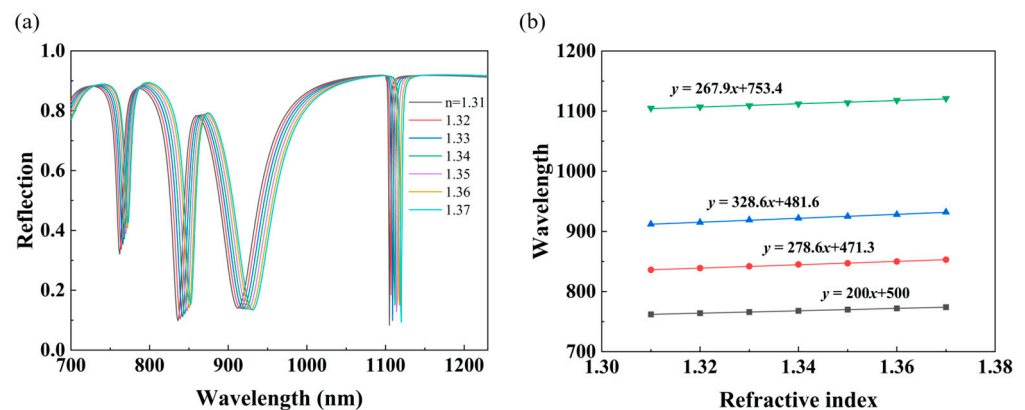 (a)
Reflection
1.0
0.8
0.6
0.4
0.2
0.0
700
800
900
1000
1100
1200
Wavelength (nm)
n=1.31
1.32
1.33
1.34
1.35
1.36
1.37
(b)
Wavelength
1200
1100
1000
900
800
700
y = 267.9x+753.4
y = 328.6x+481.6
y = 278.6x+471.3
y = 200x+500
1.30
1.32
1.34
1.36
1.38
Refractive index